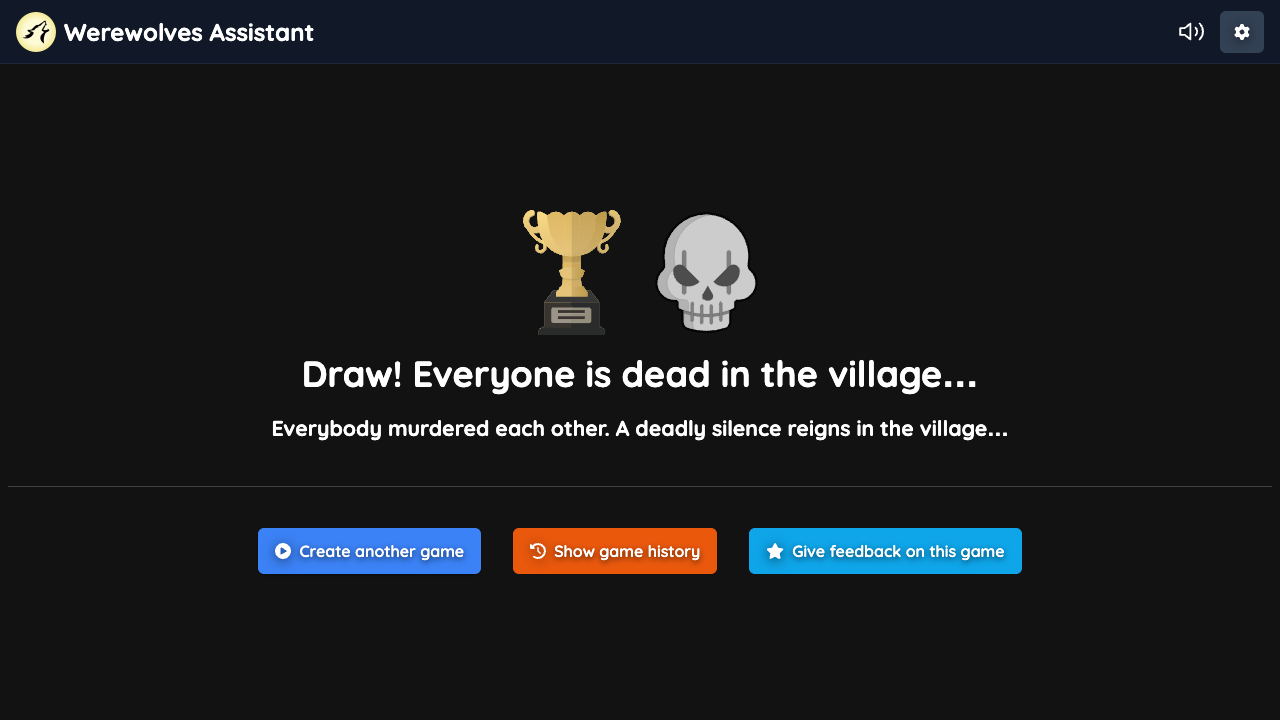 Werewolves Assistant
Draw! Everyone is dead in the village...
Everybody murdered each other. A deadly silence reigns in the village...
Create another game
Show game history
Give feedback on this game